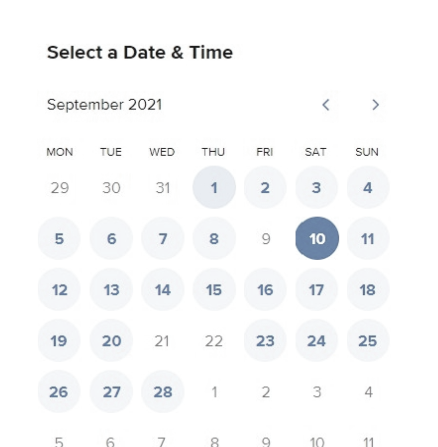 Select a Date & Time
September 2021
MON TUE WED THU FRI SAT SUN
29 30 31 1 2 3 4
5 6 7 8 9 10 11
12 13 14 15 16 17 18
19 20 21 22 23 24 25
26 27 28 1 2 3 4
5 6 7 8 9 10 11